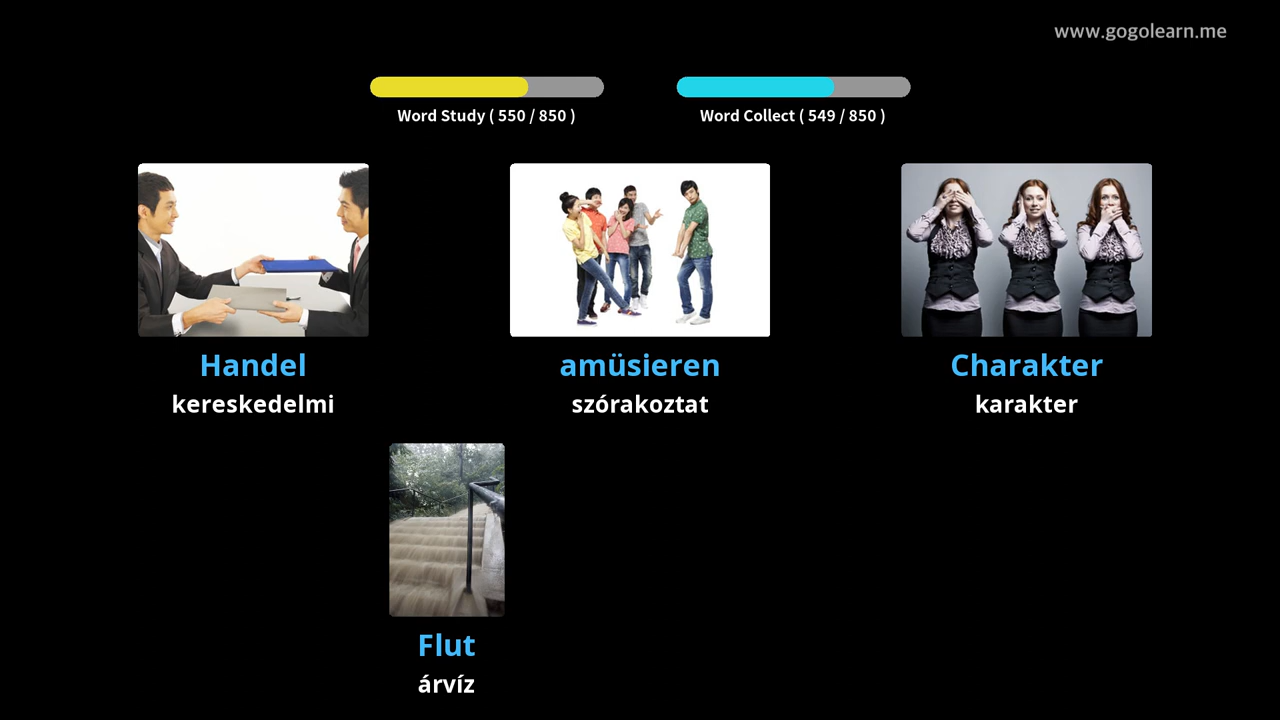 www.gogolearn.me
Word Study ( 550 / 850 )
Word Collect ( 549 / 850 )
Handel
kereskedelmi
amüsieren
szórakoztat
Charakter
karakter
Flut
árvíz